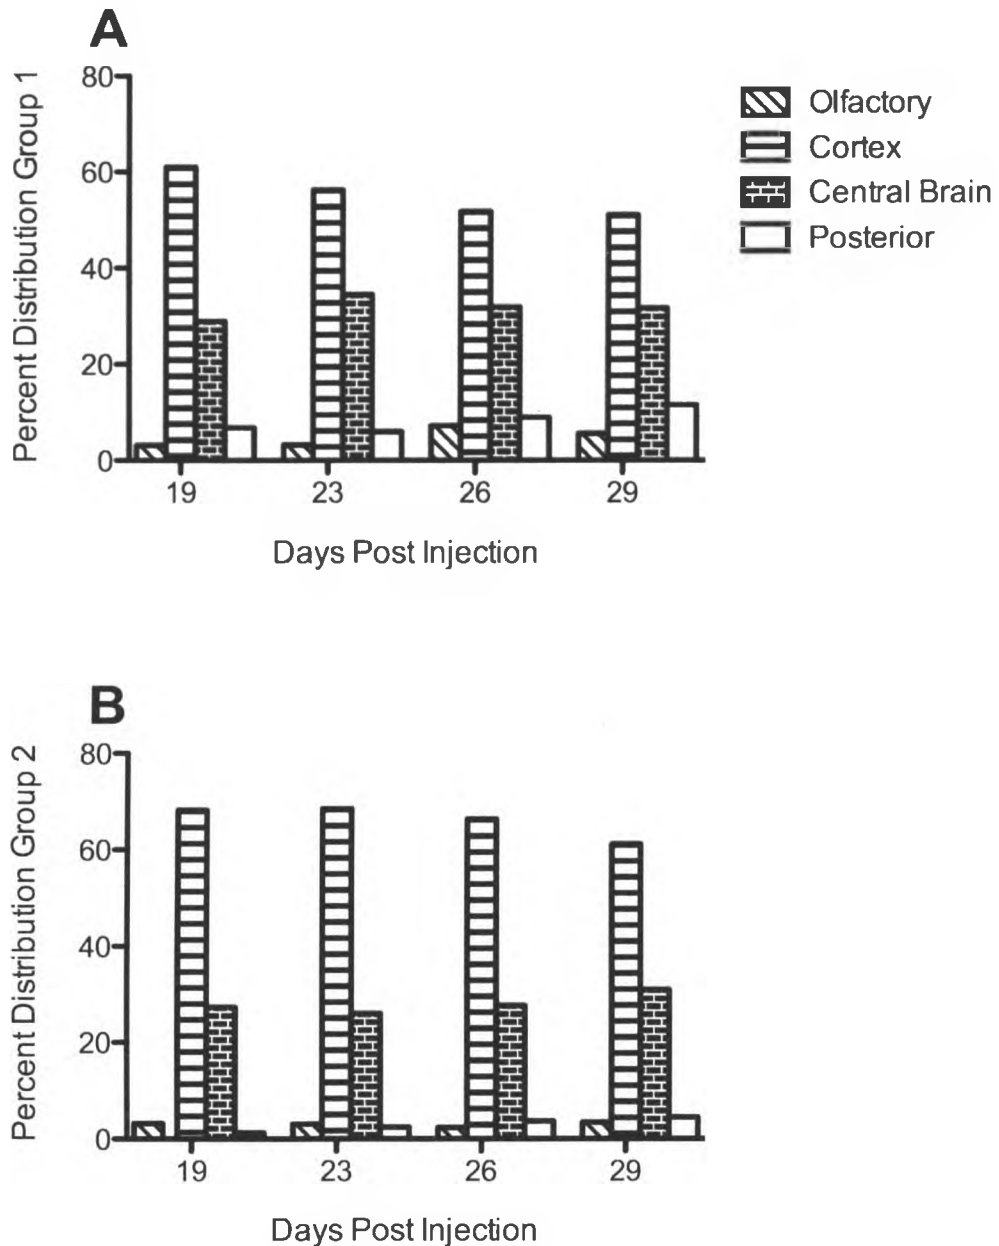 A
Percent Distribution Group 1
80
60
40
20
0
19 23 26 29
Days Post Injection
Olfactory
Cortex
Central Brain
Posterior
B
Percent Distribution Group 2
80
60
40
20
0
19 23 26 29
Days Post Injection